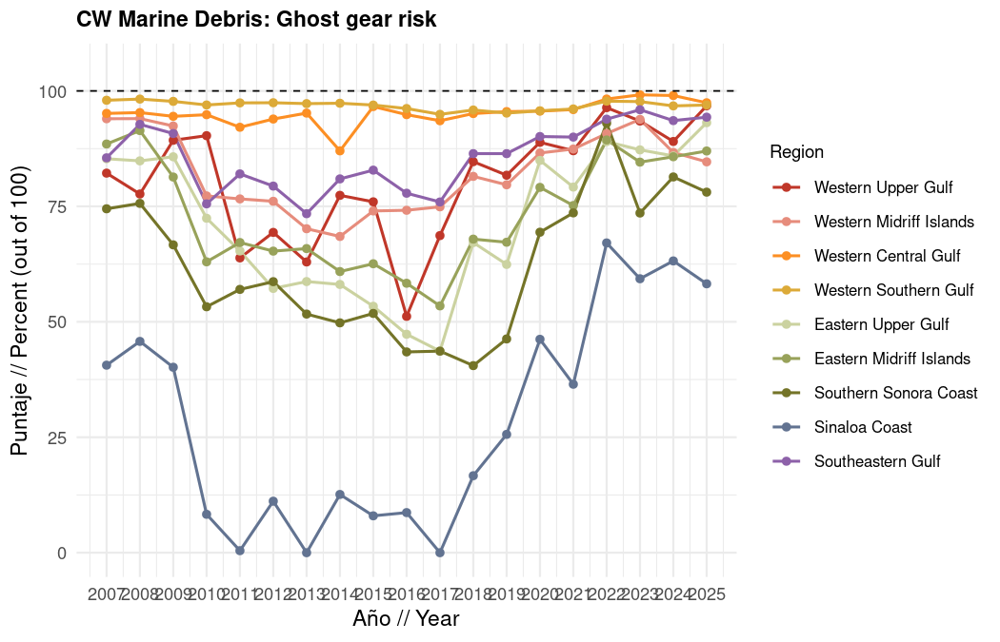 CW Marine Debris: Ghost gear risk
Puntaje // Percent (out of 100)
100
75
50
25
0
2007 2008 2009 2010 2011 2012 2013 2014 2015 2016 2017 2018 2019 2020 2021 2022 2023 2024 2025
Año // Year
Region
Western Upper Gulf
Western Midriff Islands
Western Central Gulf
Western Southern Gulf
Eastern Upper Gulf
Eastern Midriff Islands
Southern Sonora Coast
Sinaloa Coast
Southeastern Gulf